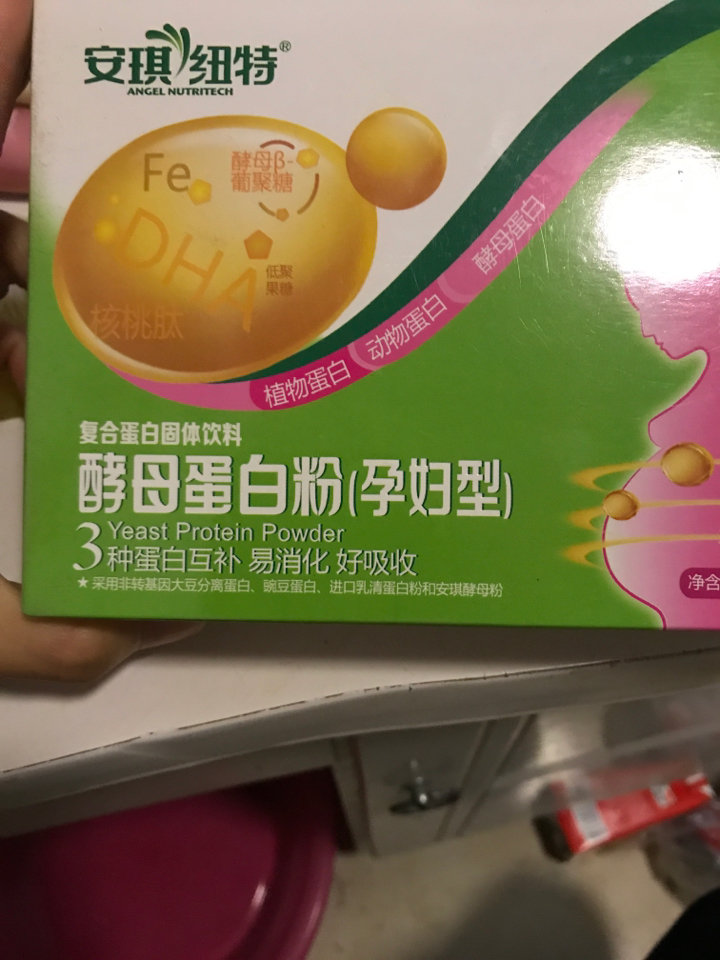 安琪纽特®
ANGEL NUTRITECH
Fe
酵母β-
葡聚糖
DHA
低聚
果糖
核桃肽
酵母蛋白
动物蛋白
植物蛋白
复合蛋白固体饮料
酵母蛋白粉(孕妇型)
Yeast Protein Powder
3种蛋白互补 易消化 好吸收
★采用非转基因大豆分离蛋白、豌豆蛋白、进口乳清蛋白粉和安琪酵母粉
净含